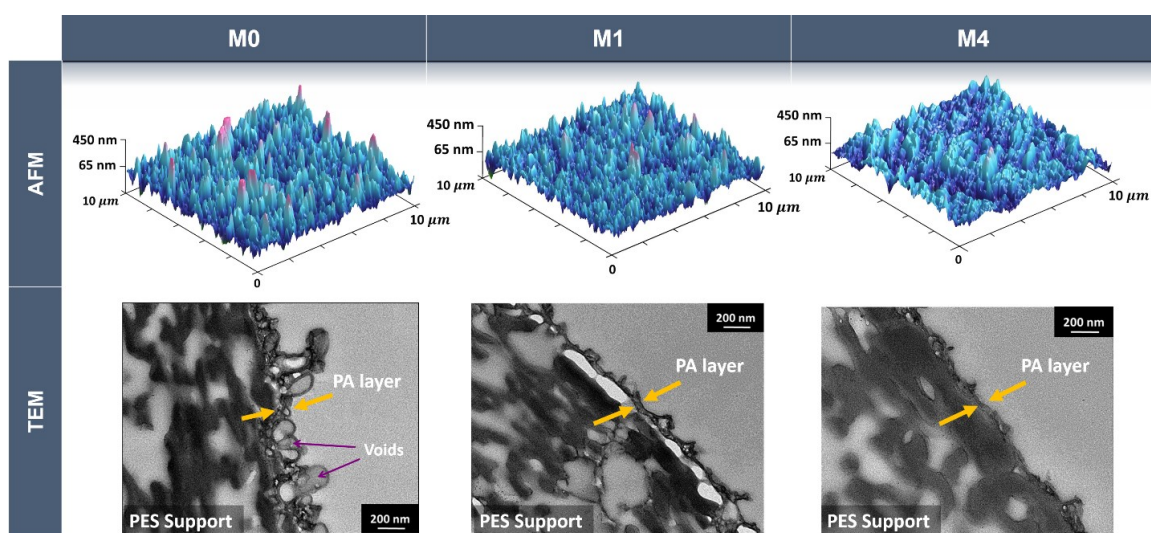 M0
M1
M4
AFM
450 nm
65 nm
10 μm
10 μm
0
450 nm
65 nm
10 μm
10 μm
0
450 nm
65 nm
10 μm
10 μm
0
TEM
PA layer
Voids
PES Support
200 nm
200 nm
PA layer
PES Support
200 nm
PA layer
PES Support